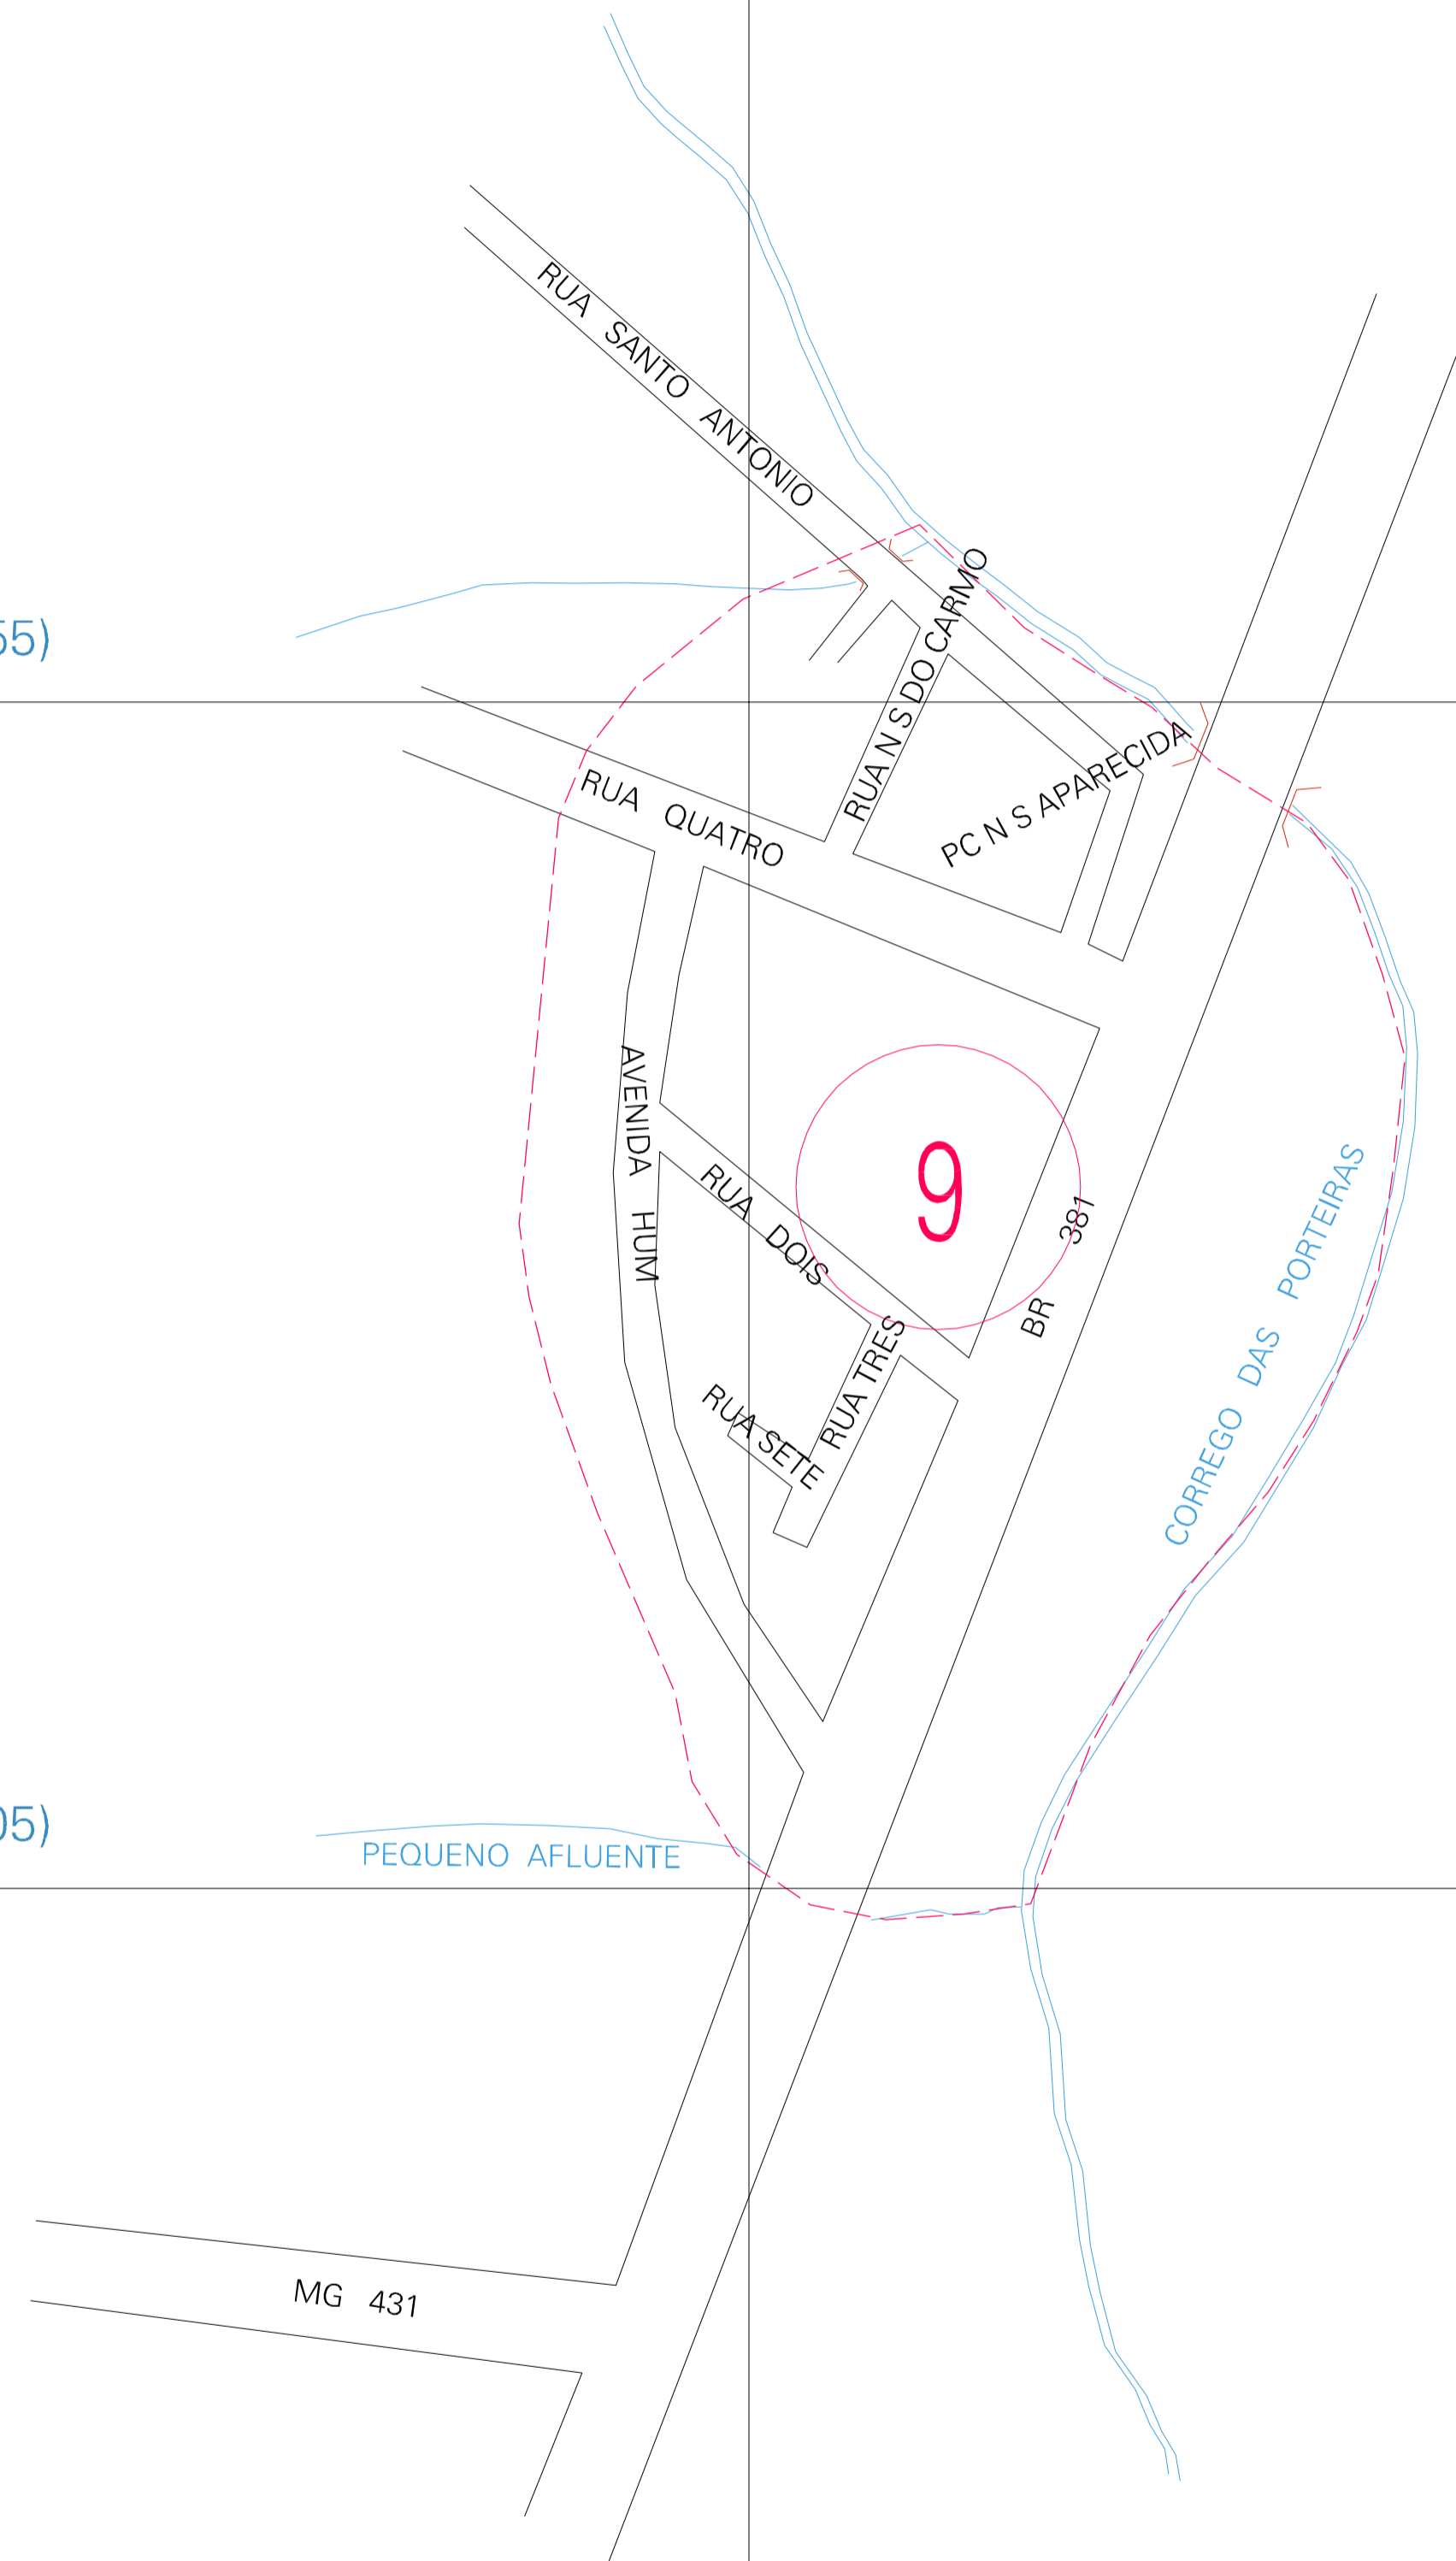 RUA SANTO ANTONIO
55)
RUA N S DO CARMO
PC N S APARECIDA
RUA QUATRO
AVENIDA HUM
9
RUA DOIS
BR 381
CORREGO DAS PORTEIRAS
RUA TRES
RUA SETE
05)
PEQUENO AFLUENTE
MG 431